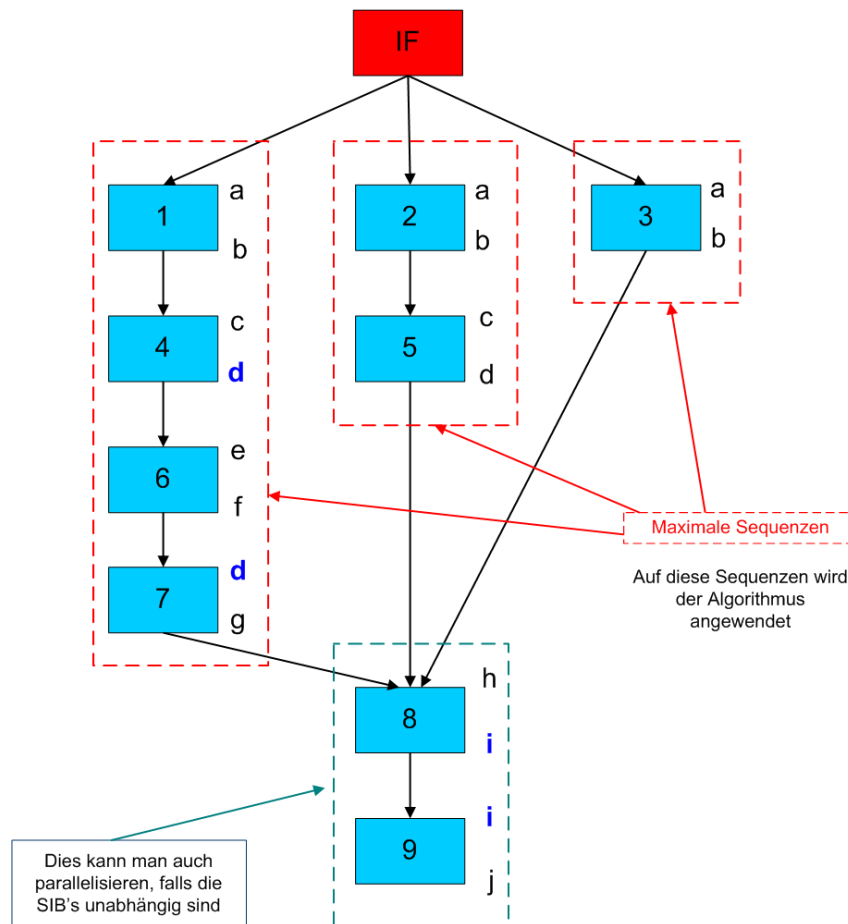 IF
1
a
b
2
a
b
3
a
b
4
c
d
5
c
d
6
e
f
7
d
g
Maximale Sequenzen
Auf diese Sequenzen wird
der Algorithmus
angewendet
8
h
i
9
i
j
Dies kann man auch
parallelisieren, falls die
SIB's unabhängig sind